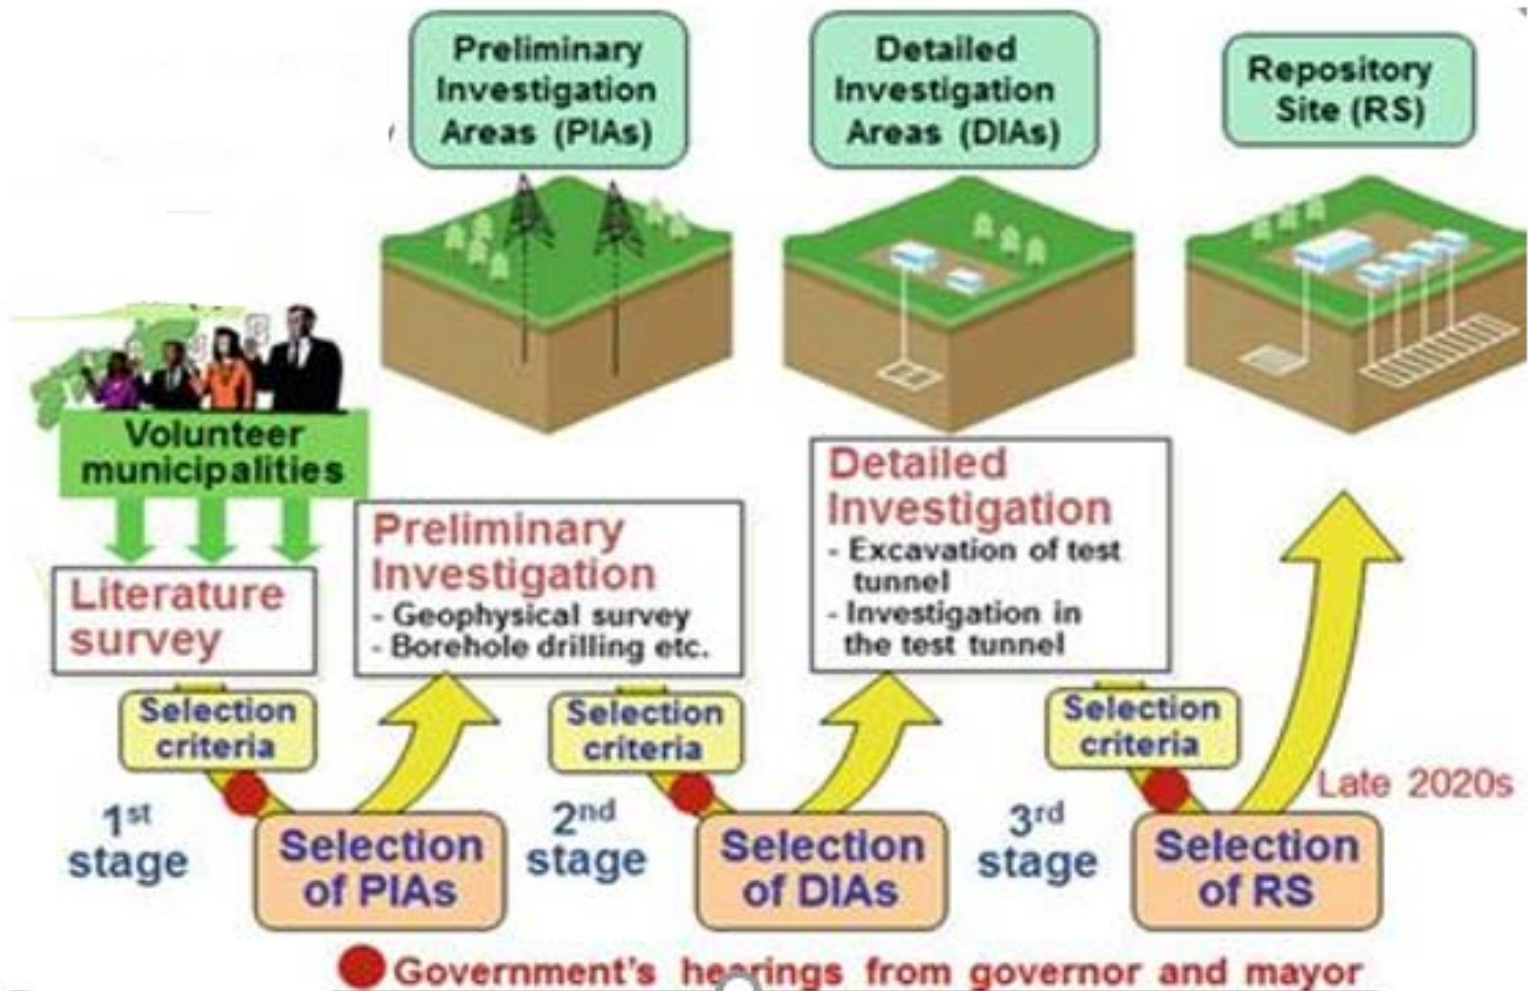 Preliminary
Investigation
Areas (PIAs)
Detailed
Investigation
Areas (DIAs)
Repository
Site (RS)
Volunteer
municipalities
Literature
survey
Preliminary
Investigation
- Geophysical survey
- Borehole drilling etc.
Detailed
Investigation
- Excavation of test
tunnel
- Investigation in
the test tunnel
Selection
criteria
Selection
criteria
Selection
criteria
1st
stage
Selection
of PIAs
2nd
stage
Selection
of DIAs
3rd
stage
Selection
of RS
Late 2020s
Government's hearings from governor and mayor